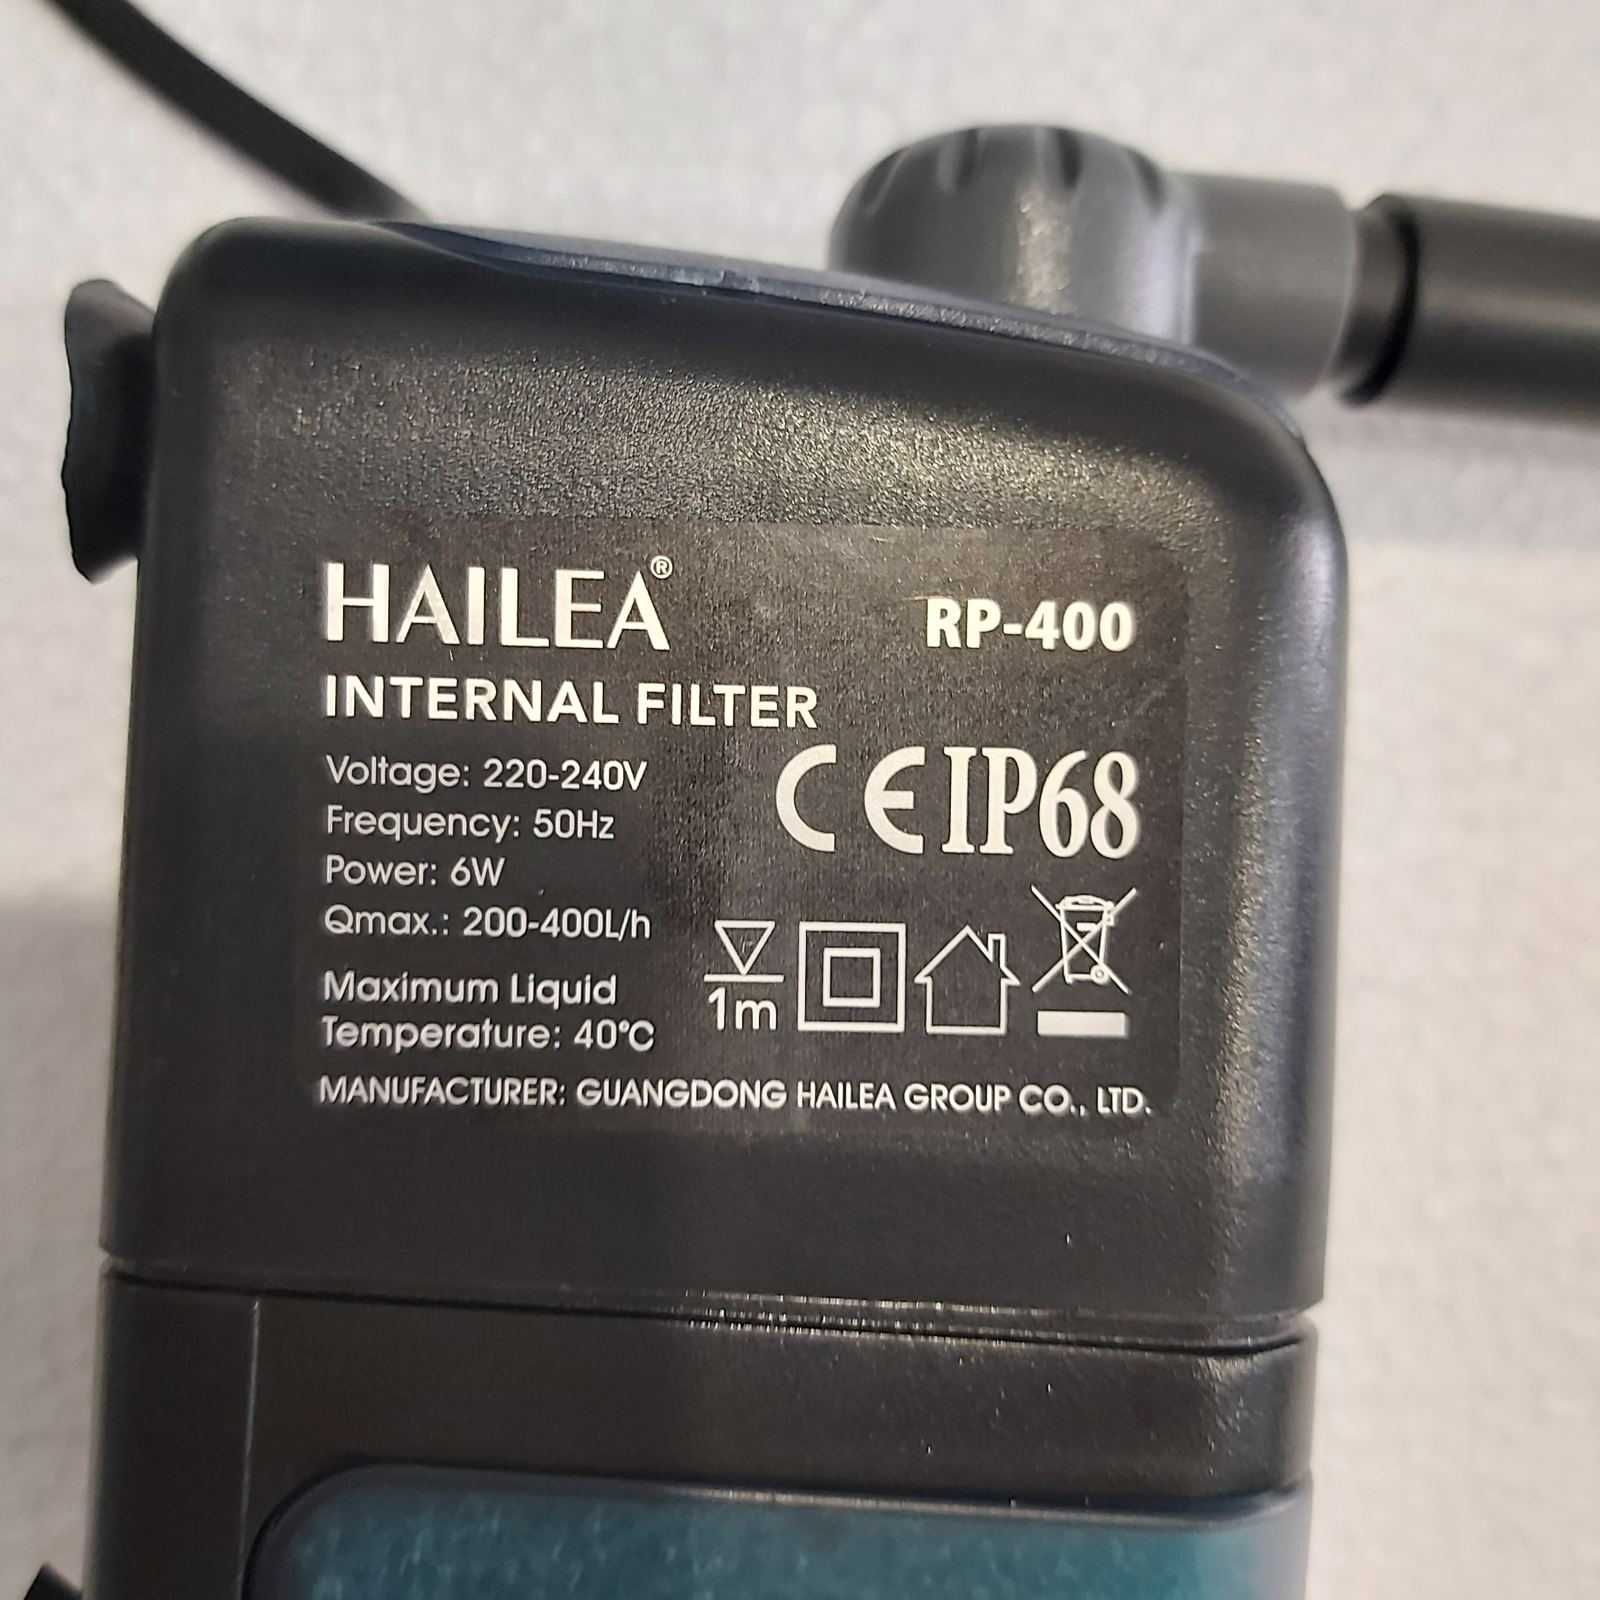 HAILEA®
RP-400
INTERNAL FILTER
Voltage: 220-240V
Frequency: 50Hz
Power: 6W
Qmax.: 200-400L/h
Maximum Liquid
Temperature: 40°C
CE IP68
1m
MANUFACTURER: GUANGDONG HAILEA GROUP CO., LTD.